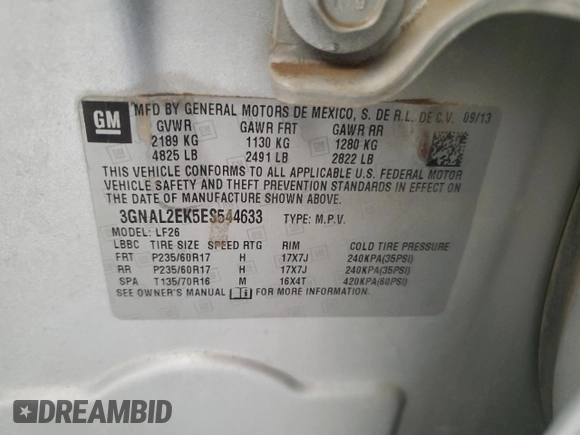 GM
MFD BY GENERAL MOTORS DE MEXICO, S. DE R.L. DE C.V. 09/13
GVWR GAWR FRT GAWR RR
2189 KG 1130 KG 1280 KG
4825 LB 2491 LB 2822 LB
THIS VEHICLE CONFORMS TO ALL APPLICABLE U.S. FEDERAL MOTOR
VEHICLE SAFETY AND THEFT PREVENTION STANDARDS IN EFFECT ON
THE DATE OF MANUFACTURE SHOWN ABOVE.
3GNAL2EK5ES544633 TYPE: M.P.V.
MODEL: LF26
LBBC TIRE SIZE SPEED RTG RIM COLD TIRE PRESSURE
FRT P235/60R17 H 17X7J 240KPA(35PSI)
RR P235/60R17 H 17X7J 240KPA(35PSI)
SPA T135/70R16 M 16X4T 420KPA(60PSI)
SEE OWNER'S MANUAL FOR MORE INFORMATION.
DREAMBID